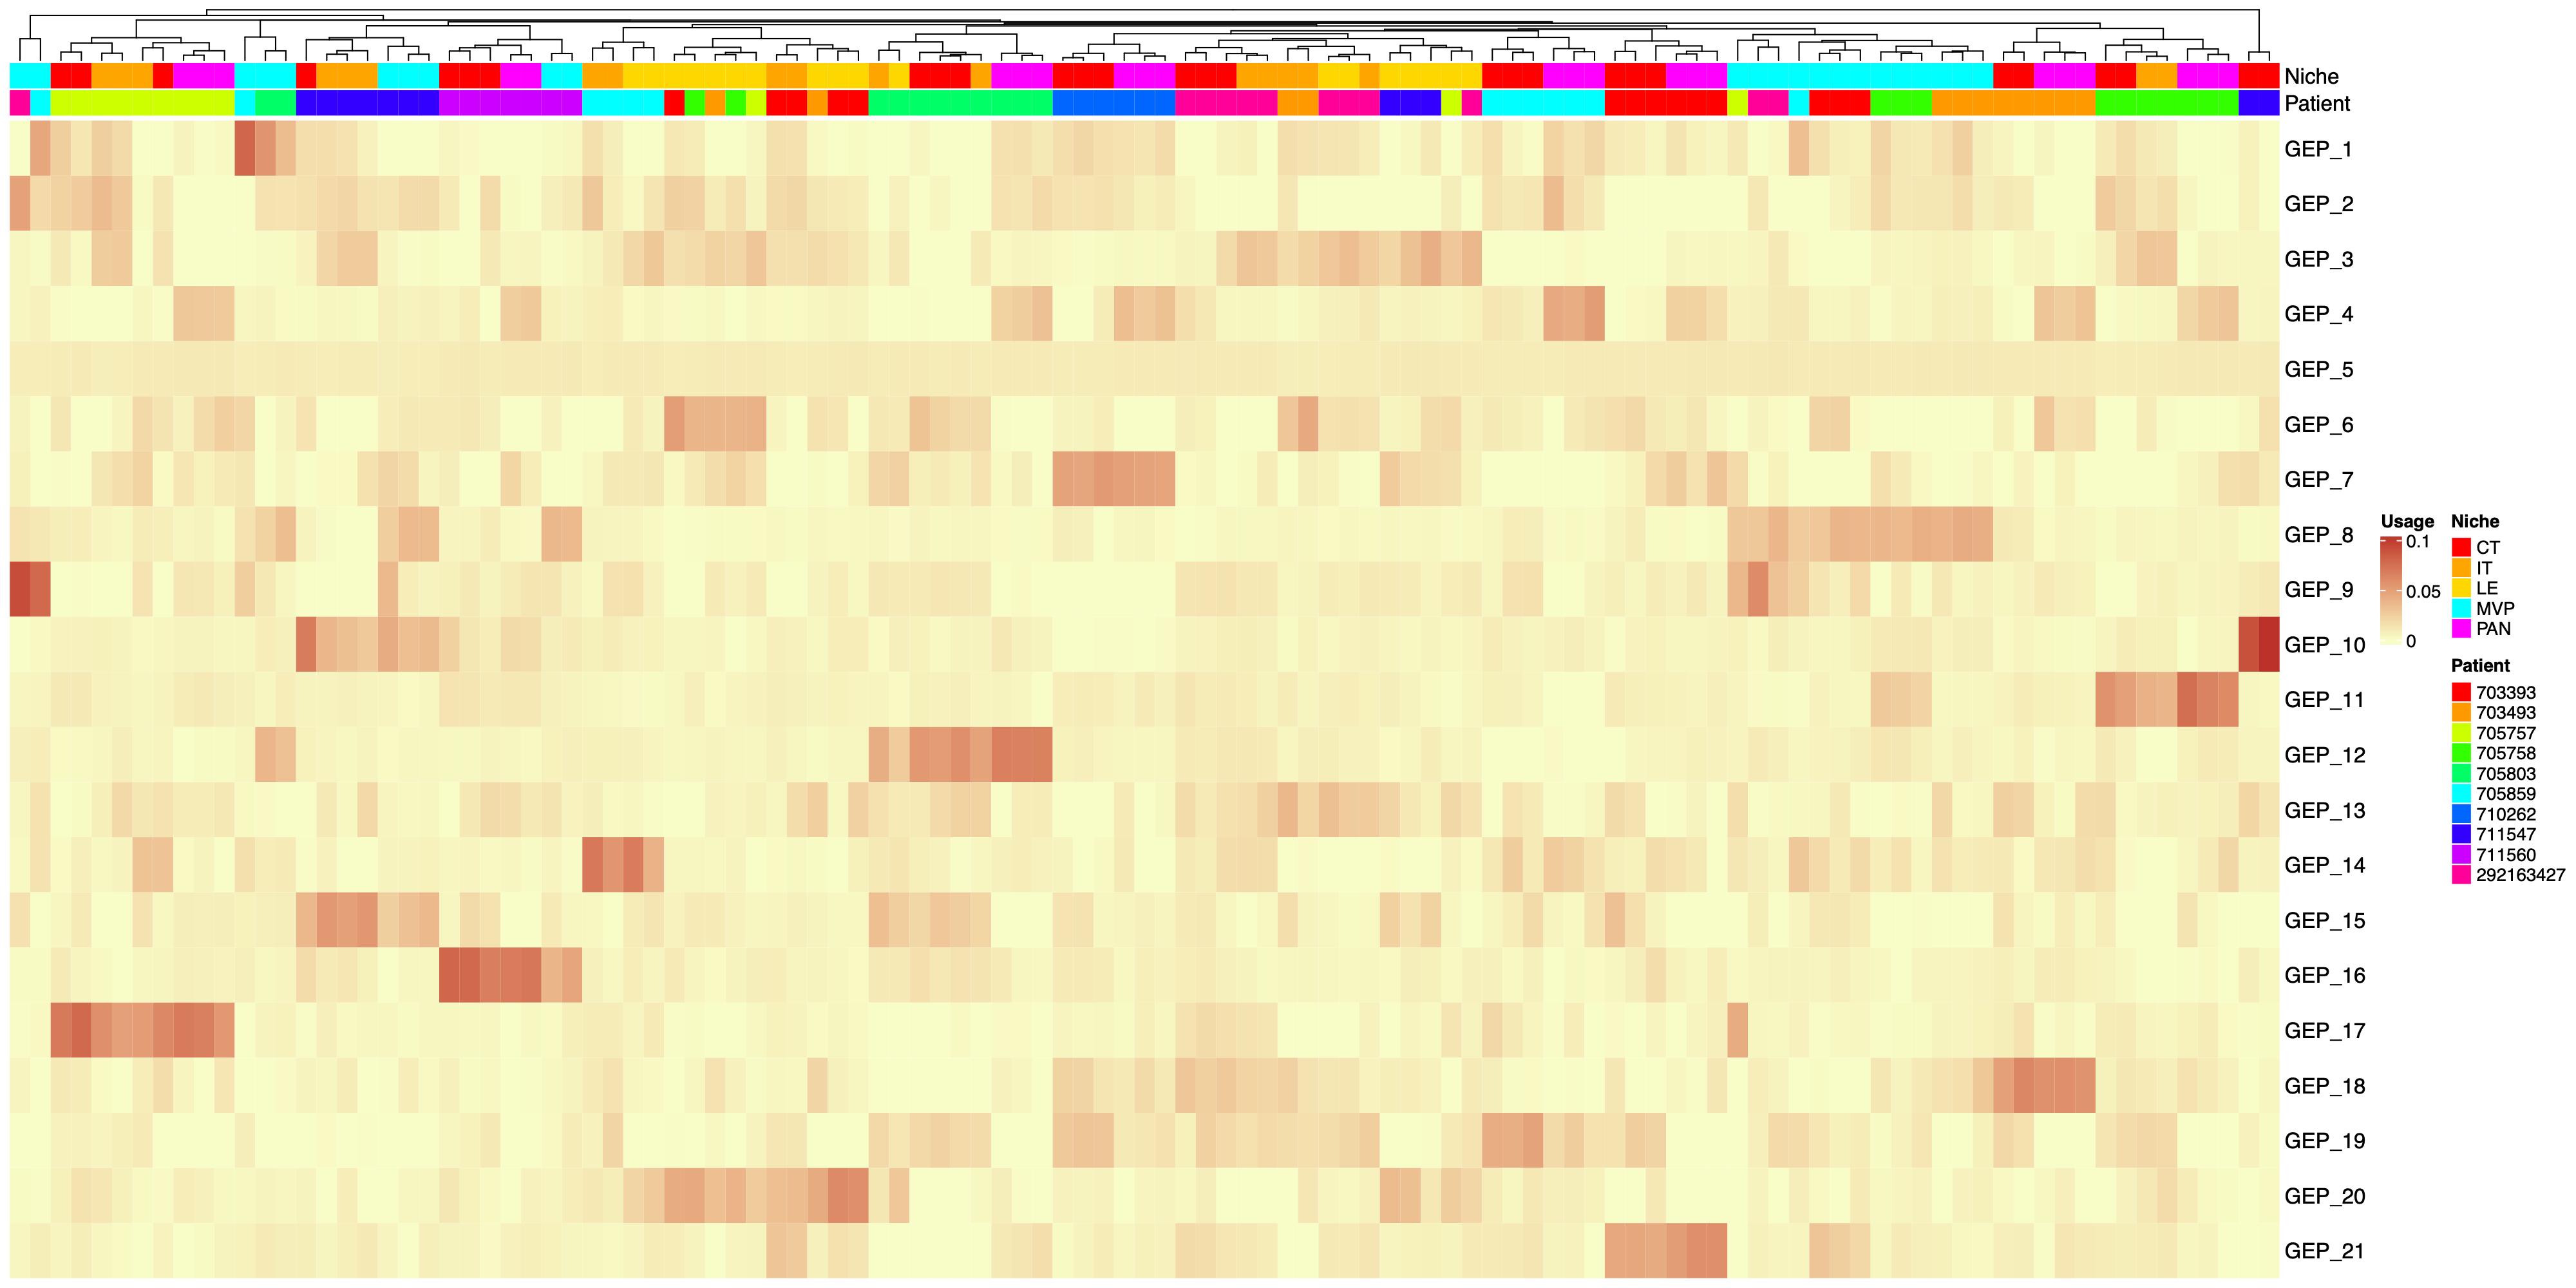 Niche
Patient
GEP_1
GEP_2
GEP_3
GEP_4
GEP_5
GEP_6
GEP_7
GEP_8
GEP_9
GEP_10
GEP_11
GEP_12
GEP_13
GEP_14
GEP_15
GEP_16
GEP_17
GEP_18
GEP_19
GEP_20
GEP_21
Usage
0.1
0.05
0
Niche
CT
IT
LE
MVP
PAN
Patient
703393
703493
705757
705758
705803
705859
710262
711547
711560
292163427